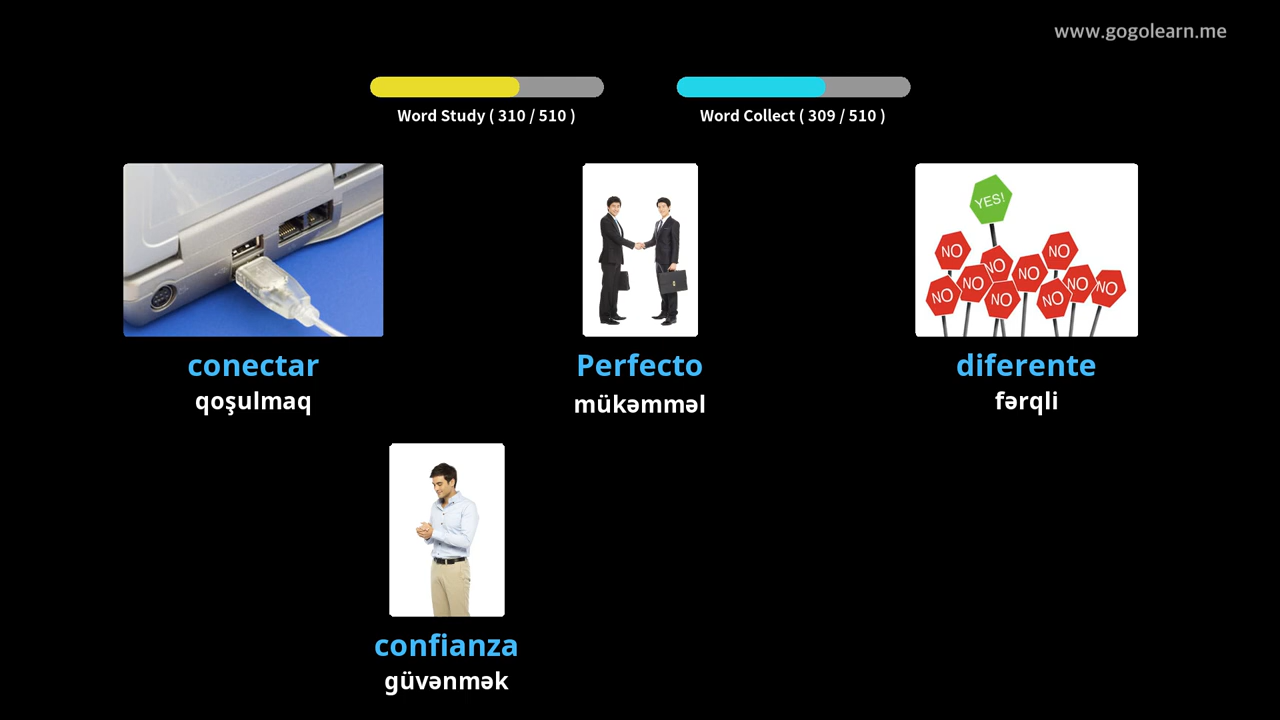 www.gogolearn.me
Word Study ( 310 / 510 )
Word Collect ( 309 / 510 )
YES!
NO
NO
NO
NO
NO
NO
NO
NO
NO
NO
conectar
qoşulmaq
Perfecto
mükəmməl
diferente
fərqli
confianza
güvənmək